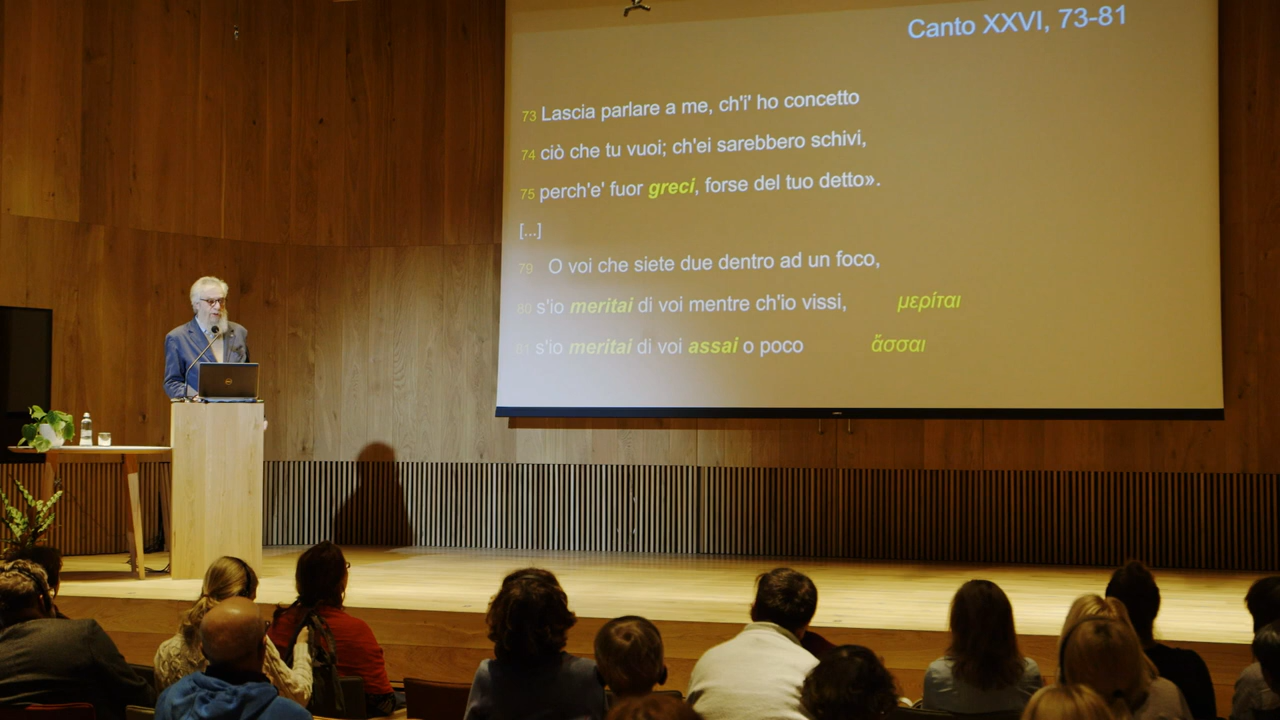 Canto XXVI, 73-81
73 Lascia parlare a me, ch'i' ho concetto
74 ciò che tu vuoi; ch'ei sarebbero schivi,
75 perch'e' fuor greci, forse del tuo detto».
[...]
79 O voi che siete due dentro ad un foco,
80 s'io meritai di voi mentre ch'io vissi, μερίται
81 s'io meritai di voi assai o poco ἄσσαι
DELL